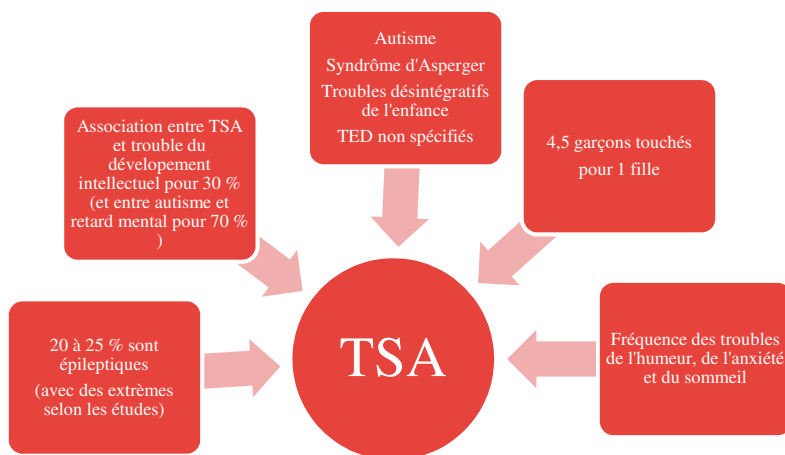 Autisme
Syndrôme d'Asperger
Troubles désintégratifs
de l'enfance
TED non spécifiés
Association entre TSA
et trouble du
dévelopement
intellectuel pour 30 %
(et entre autisme et
retard mental pour 70 %
)
4,5 garçons touchés
pour 1 fille
20 à 25 % sont
épileptiques
(avec des extrèmes
selon les études)
TSA
Fréquence des troubles
de l'humeur, de l'anxiété
et du sommeil